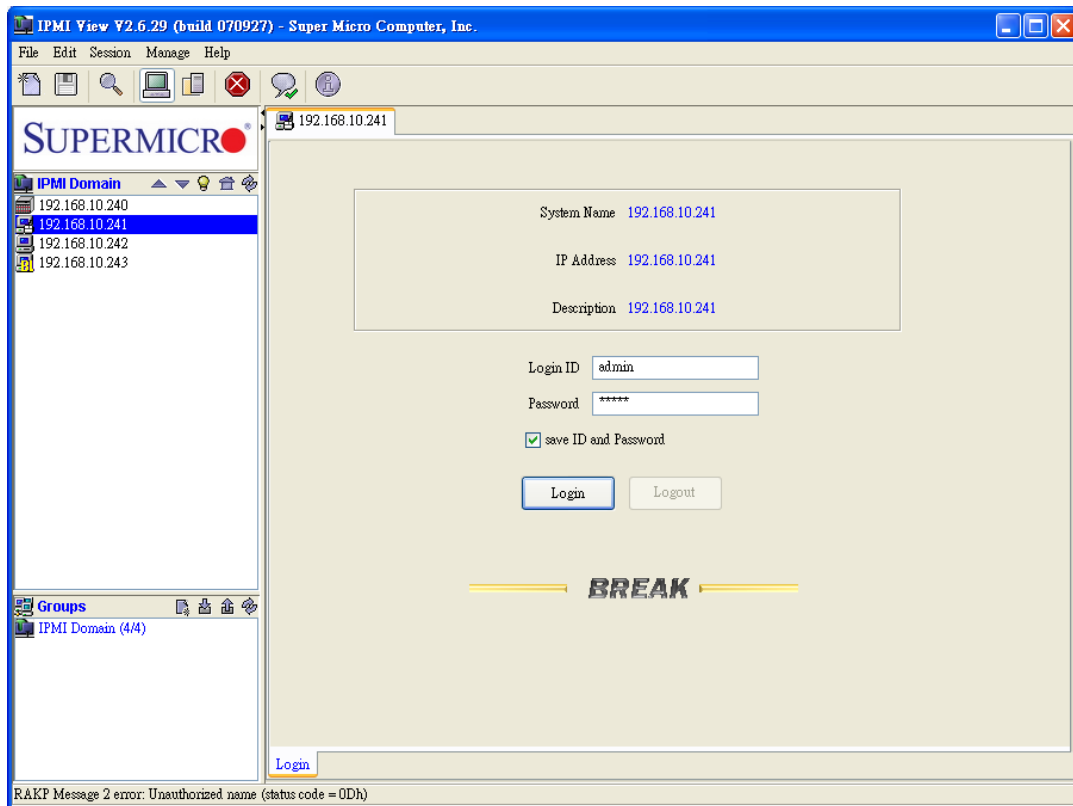 IPMI View V2.6.29 (build 070927) - Super Micro Computer, Inc.
File Edit Session Manage Help
SUPERMICRO®
IPMI Domain
192.168.10.240
192.168.10.241
192.168.10.242
192.168.10.243
Groups
IPMI Domain (4/4)
192.168.10.241
System Name 192.168.10.241
IP Address 192.168.10.241
Description 192.168.10.241
Login ID admin
Password *****
save ID and Password
Login Logout
BREAK
Login
RAKP Message 2 error: Unauthorized name (status code = 0Dh)